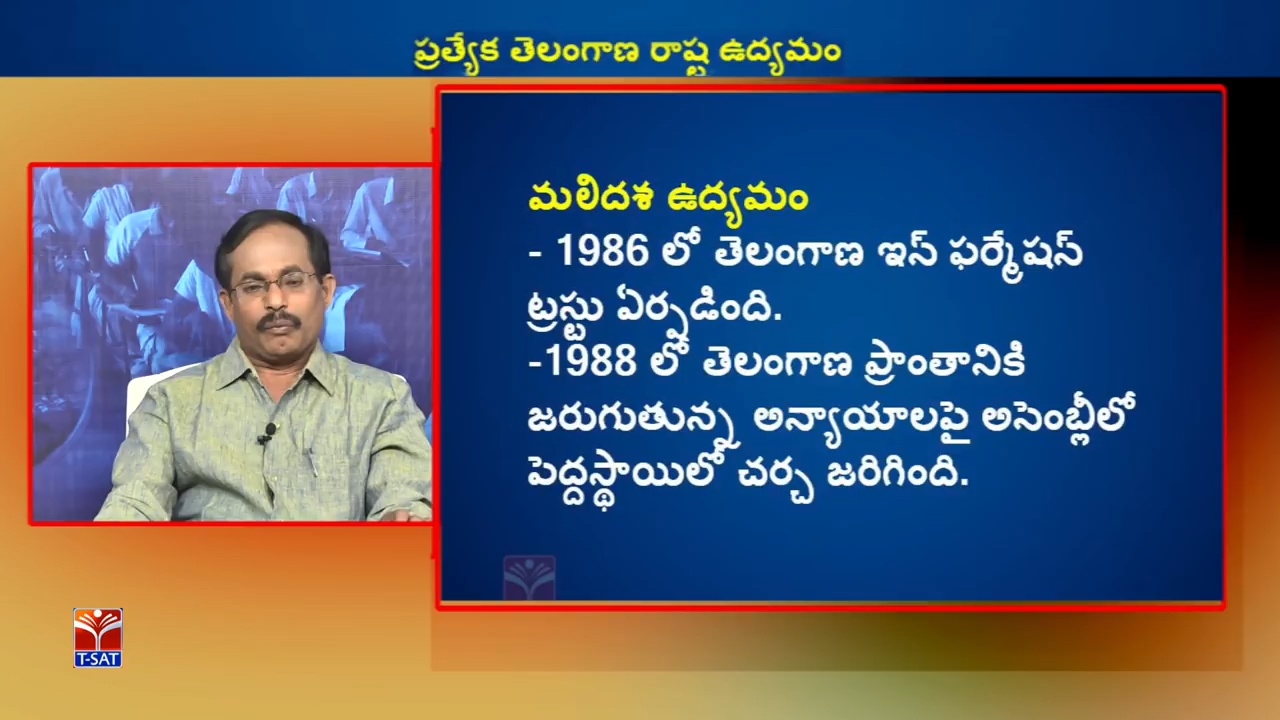 ప్రత్యేక తెలంగాణ రాష్ట ఉద్యమం
మలిదశ ఉద్యమం
- 1986 లో తెలంగాణ ఇన్ ఫర్మేషన్
ట్రస్టు ఏర్పడింది.
-1988 లో తెలంగాణ ప్రాంతానికి
జరుగుతున్న అన్యాయాలపై అసెంబ్లీలో
పెద్దస్థాయిలో చర్చ జరిగింది.
T-SAT